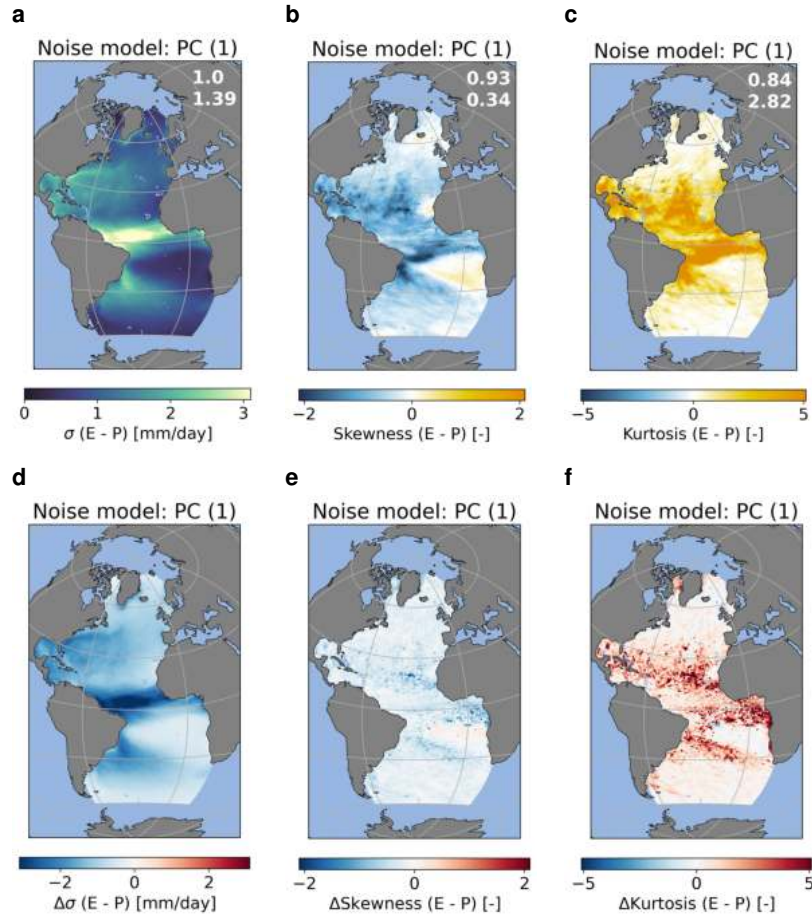 a
b
c
Noise model: PC (1)
Noise model: PC (1)
Noise model: PC (1)
1.0
1.39
0.93
0.34
0.84
2.82
0 1 2 3
−2 0 2
−5 0 5
σ (E - P) [mm/day]
Skewness (E - P) [-]
Kurtosis (E - P) [-]
d
e
f
Noise model: PC (1)
Noise model: PC (1)
Noise model: PC (1)
−2 0 2
−2 0 2
−5 0 5
Δσ (E - P) [mm/day]
ΔSkewness (E - P) [-]
ΔKurtosis (E - P) [-]